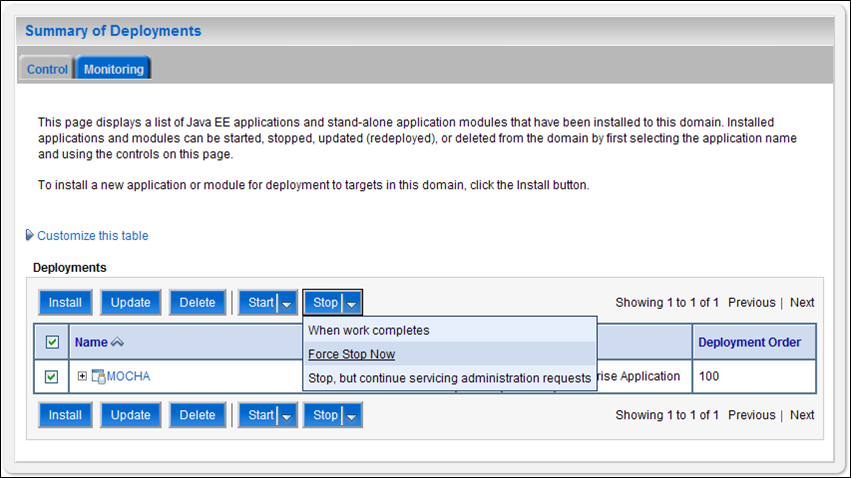 Summary of Deployments
Control Monitoring
This page displays a list of Java EE applications and stand-alone application modules that have been installed to this domain. Installed
applications and modules can be started, stopped, updated (redeployed), or deleted from the domain by first selecting the application name
and using the controls on this page.
To install a new application or module for deployment to targets in this domain, click the Install button.
Customize this table
Deployments
Install Update Delete Start Stop Showing 1 to 1 of 1 Previous | Next
When work completes
Name Deployment Order
Force Stop Now
MOCHA Stop, but continue servicing administration requests rise Application 100
Install Update Delete Start Stop Showing 1 to 1 of 1 Previous | Next